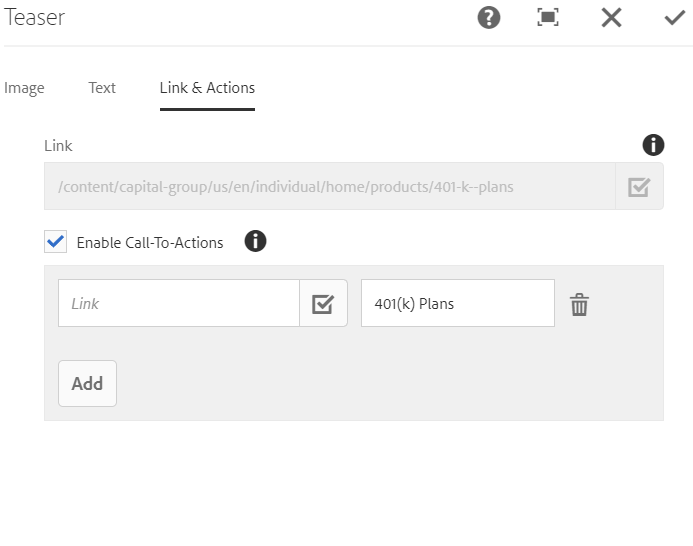 Teaser
Image Text Link & Actions
Link
/content/capital-group/us/en/individual/home/products/401-k--plans
Enable Call-To-Actions
Link 401(k) Plans
Add